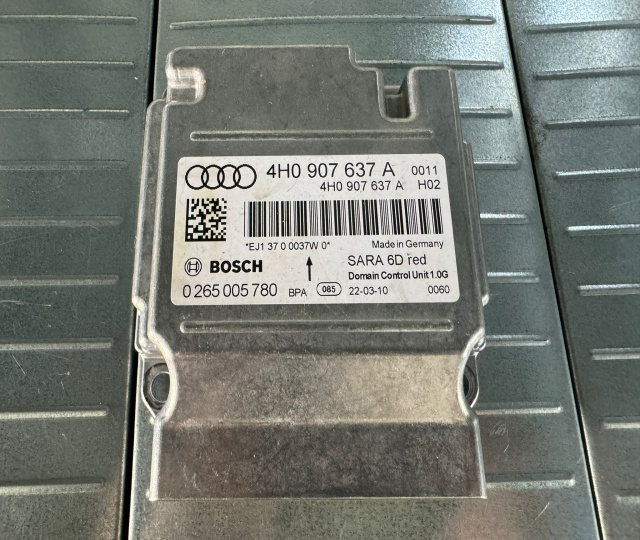 4H0 907 637 A 0011
4H0 907 637 A H02
*EJ1 37 0 0037W 0* Made in Germany
BOSCH SARA 6D red
Domain Control Unit 1.0G
0 265 005 780 BPA 085 22-03-10 0060